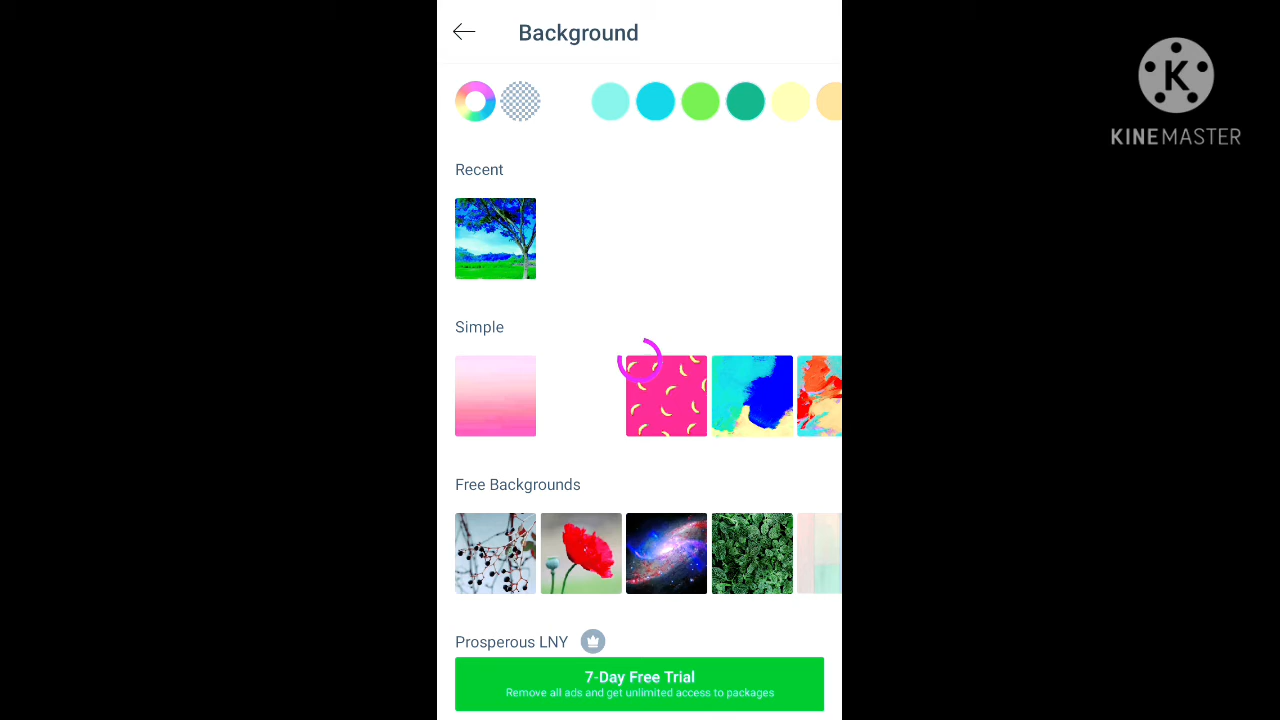 Background
KINEMASTER
Recent
Simple
Free Backgrounds
Prosperous LNY
7-Day Free Trial
Remove all ads and get unlimited access to packages